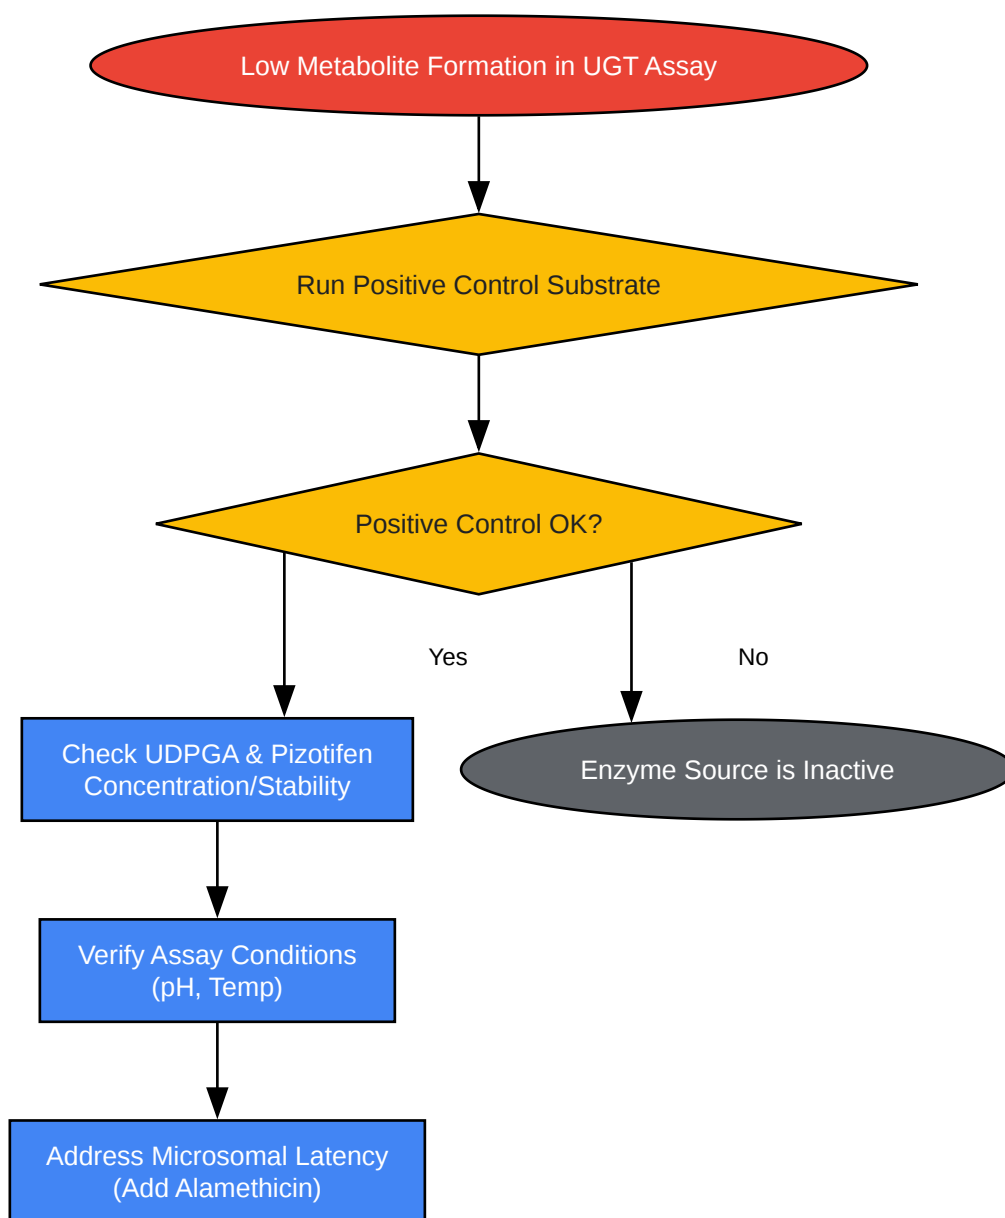 Low Metabolite Formation in UGT Assay
Run Positive Control Substrate
Positive Control OK?
Yes
No
Check UDPGA & Pizotifen
Concentration/Stability
Enzyme Source is Inactive
Verify Assay Conditions
(pH, Temp)
Address Microsomal Latency
(Add Alamethicin)